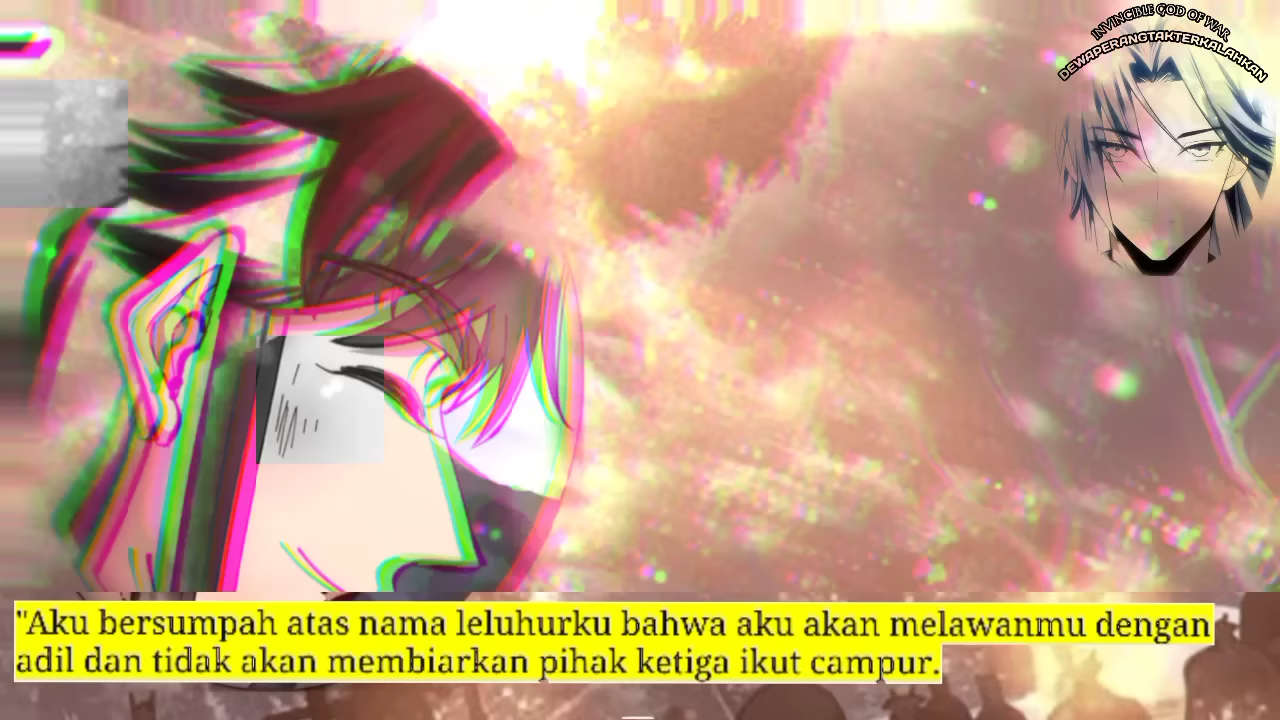 INVINCIBLE GOD OF WAR
DEWAPERANGTAKTERKALAHKAN
"Aku bersumpah atas nama leluhurku bahwa aku akan melawanmu dengan
adil dan tidak akan membiarkan pihak ketiga ikut campur.